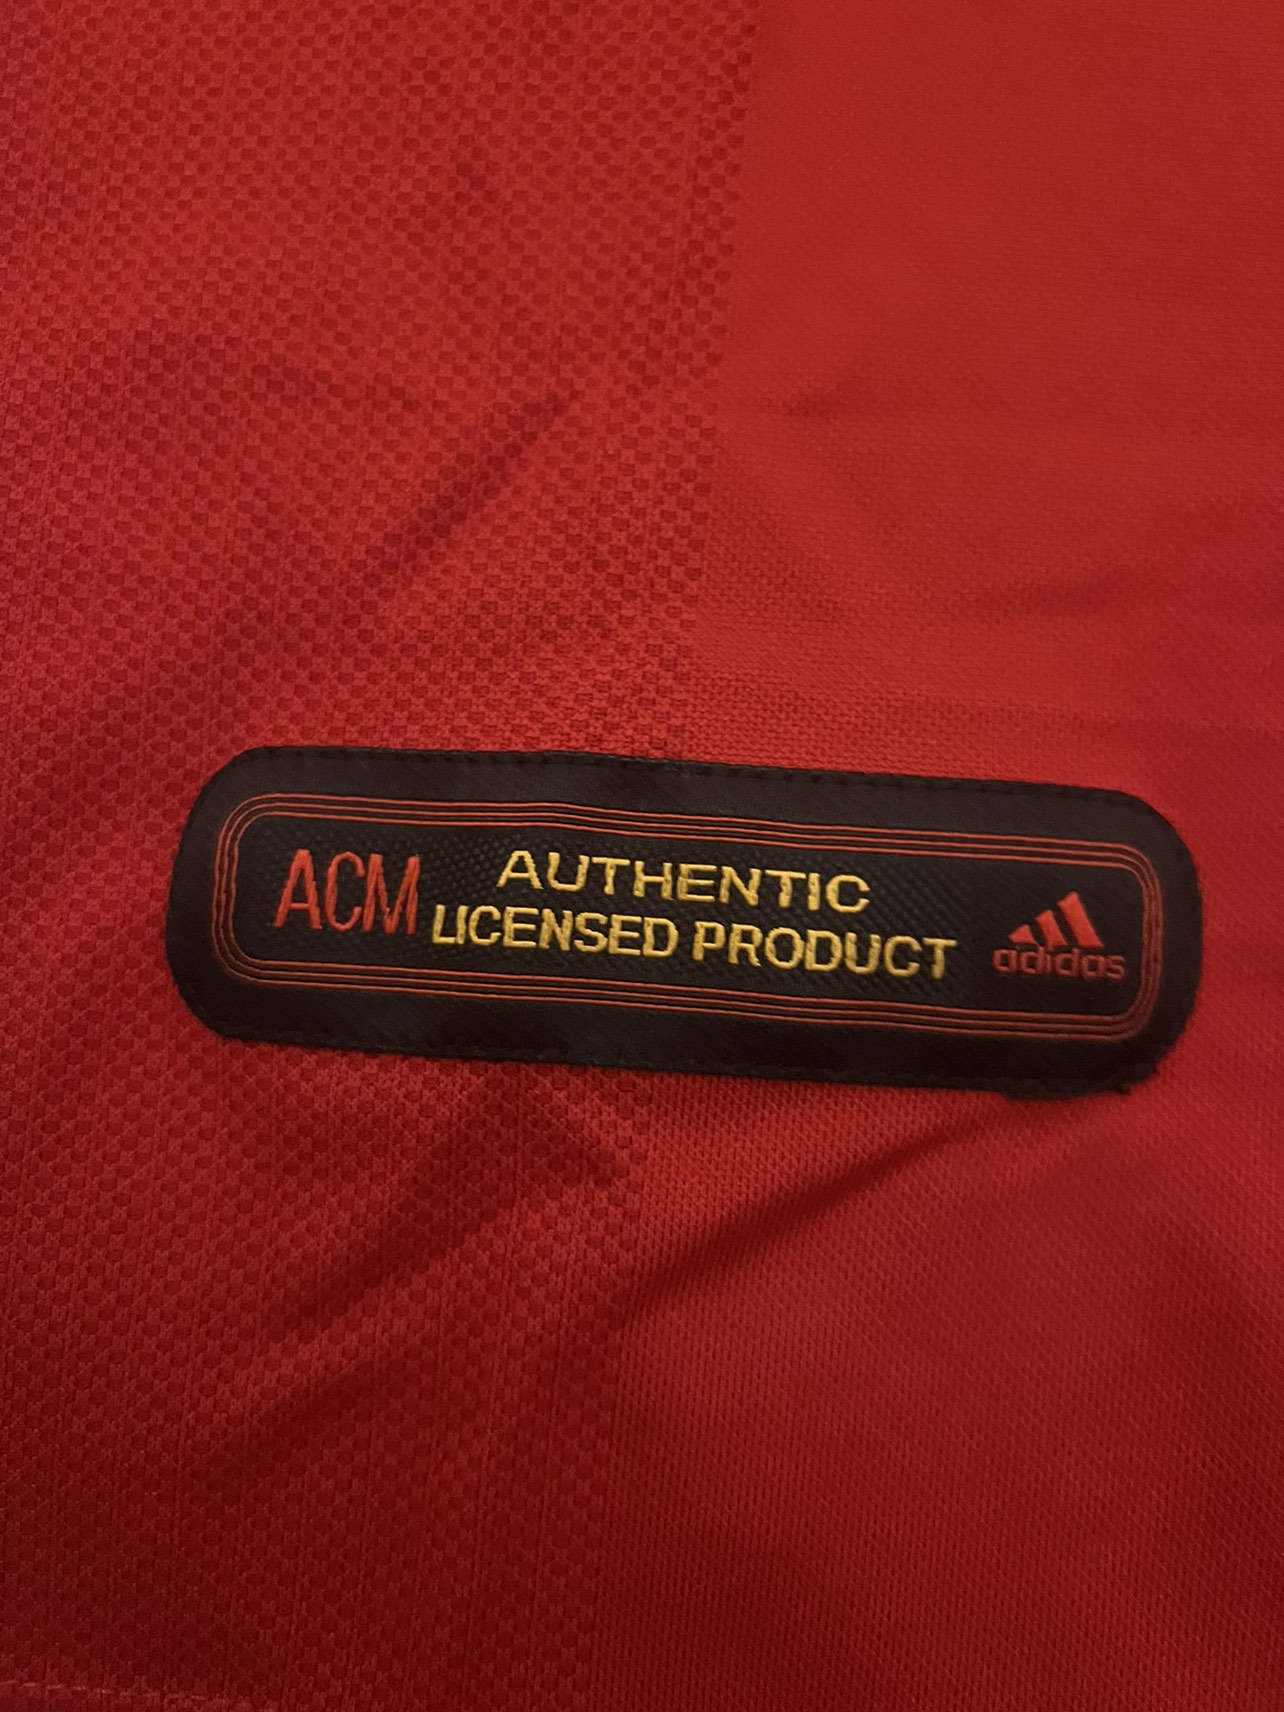 ACM
AUTHENTIC
LICENSED PRODUCT
adidas